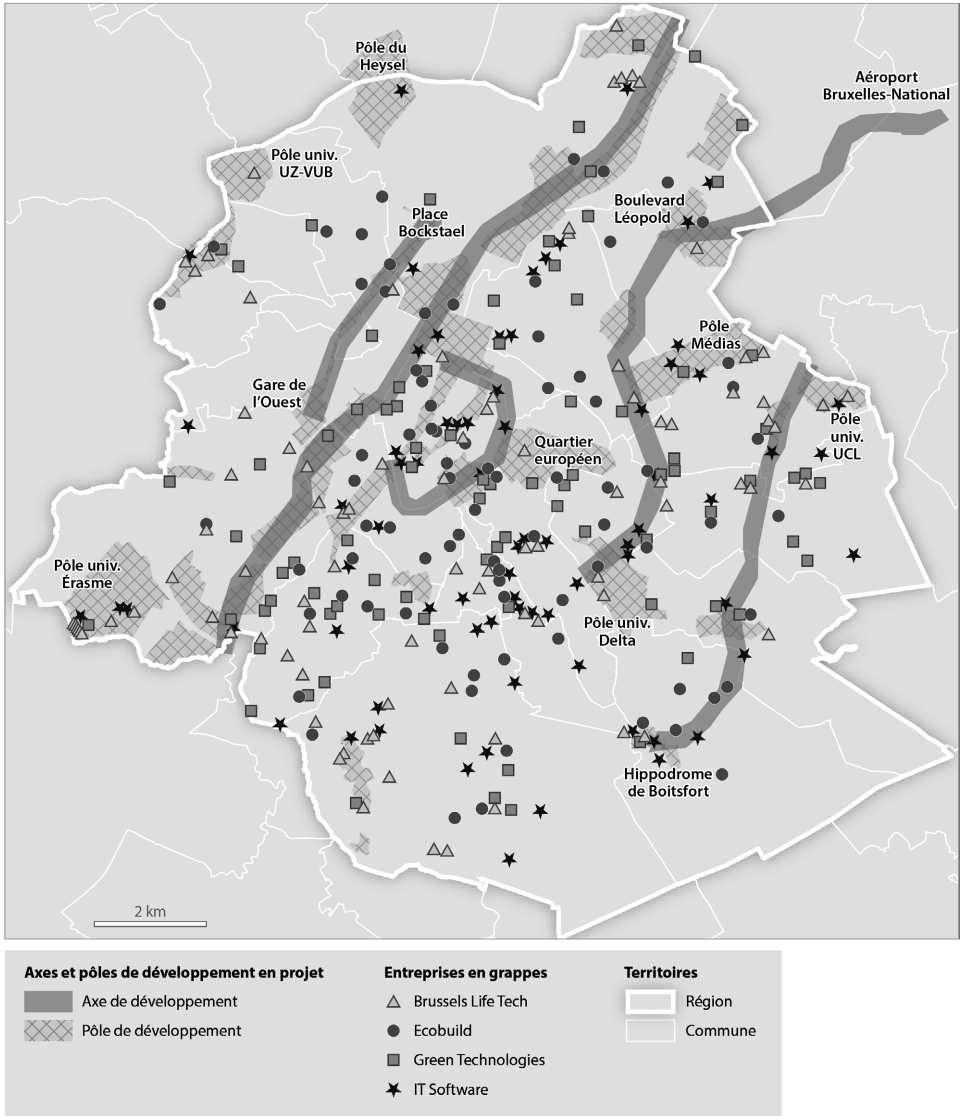 Pôle du
Heysel
Aéroport
Bruxelles-National
Pôle univ.
UZ-VUB
Place
Bockstael
Boulevard
Léopold
Pôle
Médias
Gare de
l'Ouest
Pôle
univ.
UCL
Quartier
européen
Pôle univ.
Érasme
Pôle univ.
Delta
Hippodrome
de Boitsfort
2 km
Axes et pôles de développement en projet
Axe de développement
Pôle de développement
Entreprises en grappes
Brussels Life Tech
Ecobuild
Green Technologies
IT Software
Territoires
Région
Commune